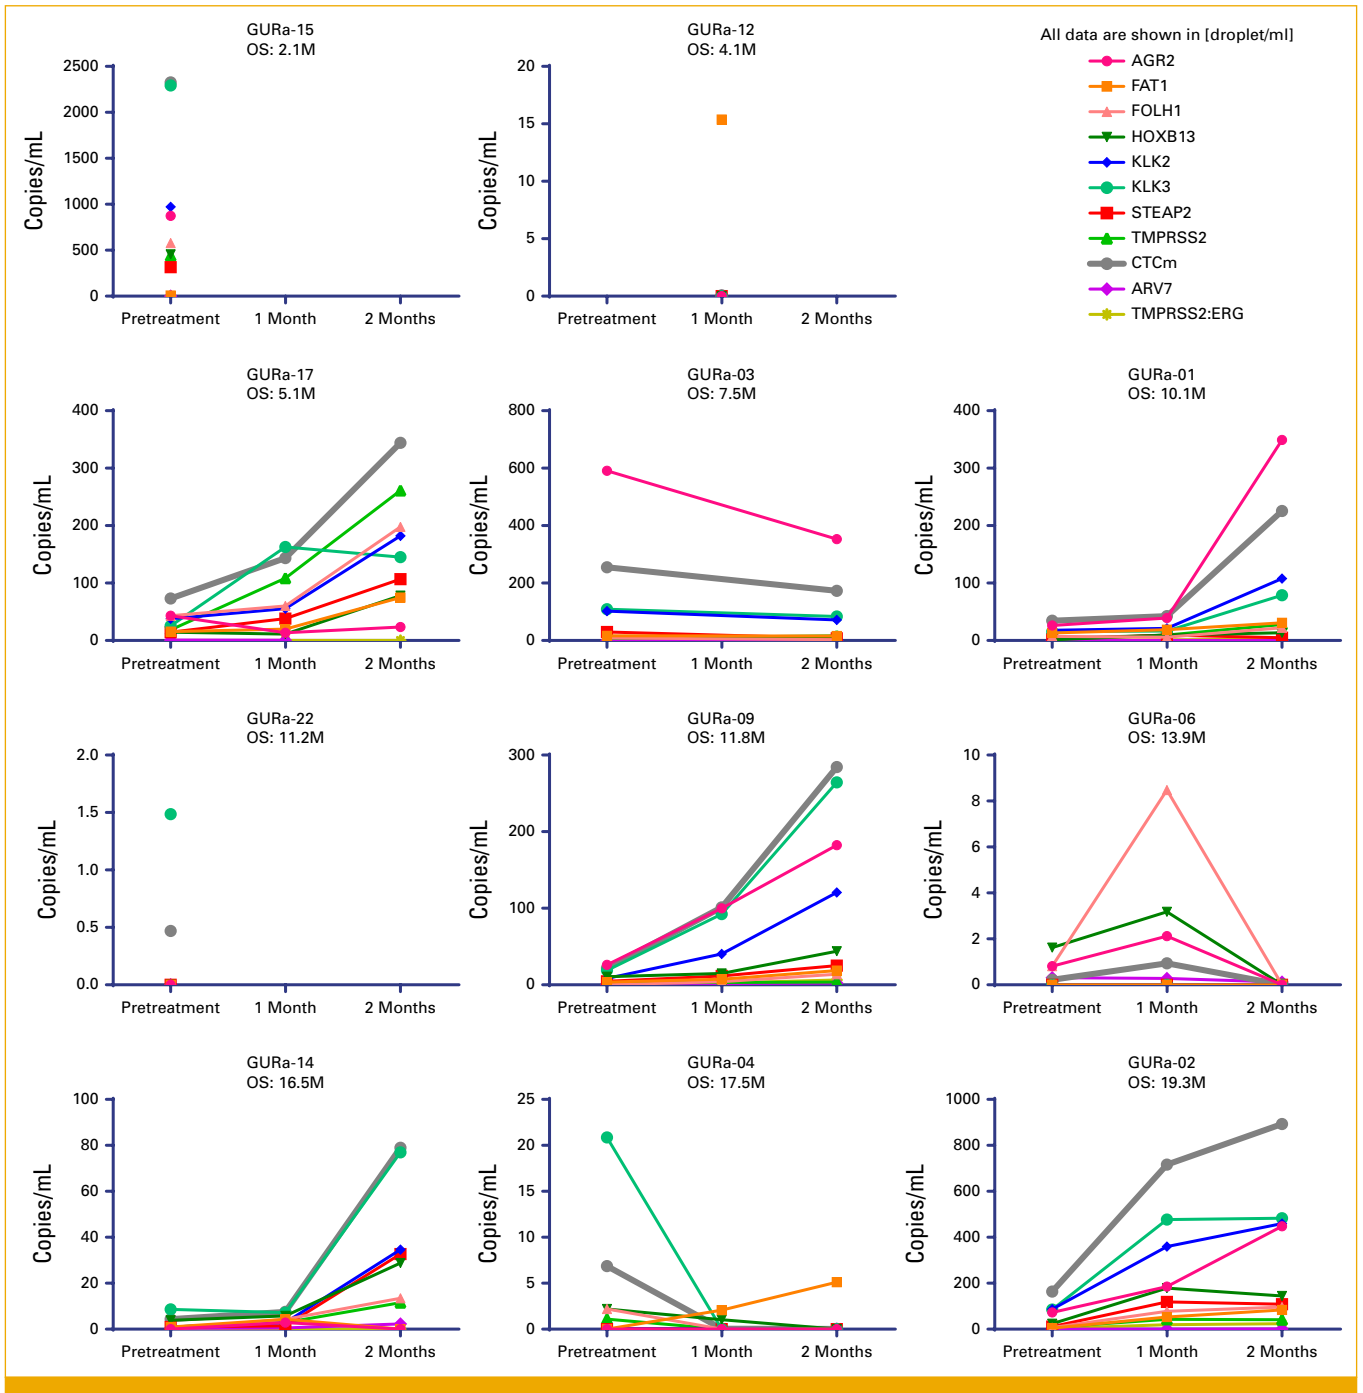 GURa-15
OS: 2.1M
Copies/mL
2500
2000
1500
1000
500
0
Pretreatment 1 Month 2 Months
GURa-12
OS: 4.1M
Copies/mL
20
15
10
5
0
Pretreatment 1 Month 2 Months
All data are shown in [droplet/ml]
AGR2
FAT1
FOLH1
HOXB13
KLK2
KLK3
STEAP2
TMPRSS2
CTCm
ARV7
TMPRSS2:ERG
GURa-17
OS: 5.1M
Copies/mL
400
300
200
100
0
Pretreatment 1 Month 2 Months
GURa-03
OS: 7.5M
Copies/mL
800
600
400
200
0
Pretreatment 1 Month 2 Months
GURa-01
OS: 10.1M
Copies/mL
400
300
200
100
0
Pretreatment 1 Month 2 Months
GURa-22
OS: 11.2M
Copies/mL
2.0
1.5
1.0
0.5
0.0
Pretreatment 1 Month 2 Months
GURa-09
OS: 11.8M
Copies/mL
300
200
100
0
Pretreatment 1 Month 2 Months
GURa-06
OS: 13.9M
Copies/mL
10
8
6
4
2
0
Pretreatment 1 Month 2 Months
GURa-14
OS: 16.5M
Copies/mL
100
80
60
40
20
0
Pretreatment 1 Month 2 Months
GURa-04
OS: 17.5M
Copies/mL
25
20
15
10
5
0
Pretreatment 1 Month 2 Months
GURa-02
OS: 19.3M
Copies/mL
1000
800
600
400
200
0
Pretreatment 1 Month 2 Months